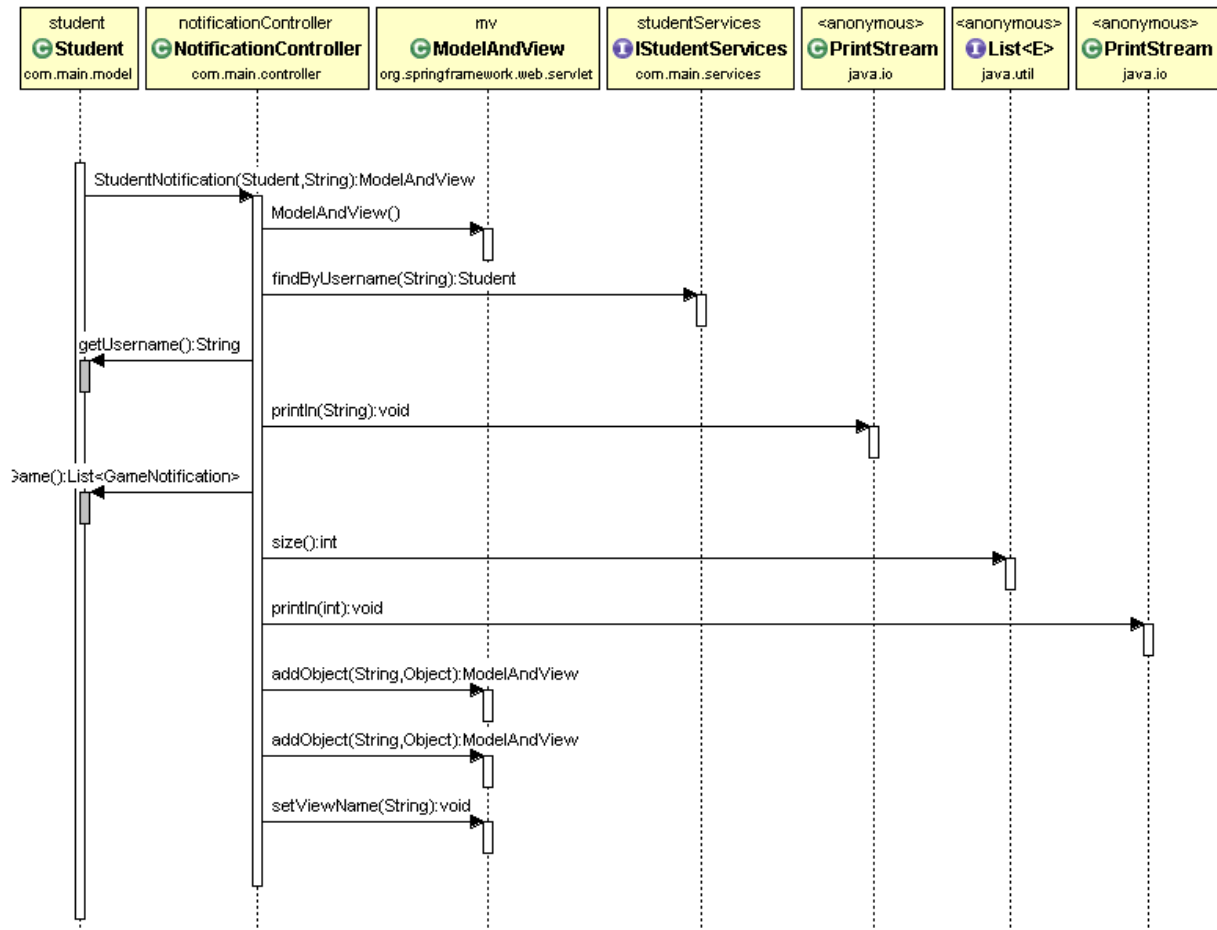 student
Student
com.main.model
notificationController
NotificationController
com.main.controller
mv
ModelAndView
org.springframework.web.servlet
studentServices
IStudentServices
com.main.services
<anonymous>
PrintStream
java.io
<anonymous>
List<E>
java.util
<anonymous>
PrintStream
java.io
StudentNotification(Student,String):ModelAndView
ModelAndView()
findByUsername(String):Student
getUsername():String
println(String):void
Game():List<GameNotification>
size():int
println(int):void
addObject(String,Object):ModelAndView
addObject(String,Object):ModelAndView
setViewName(String):void